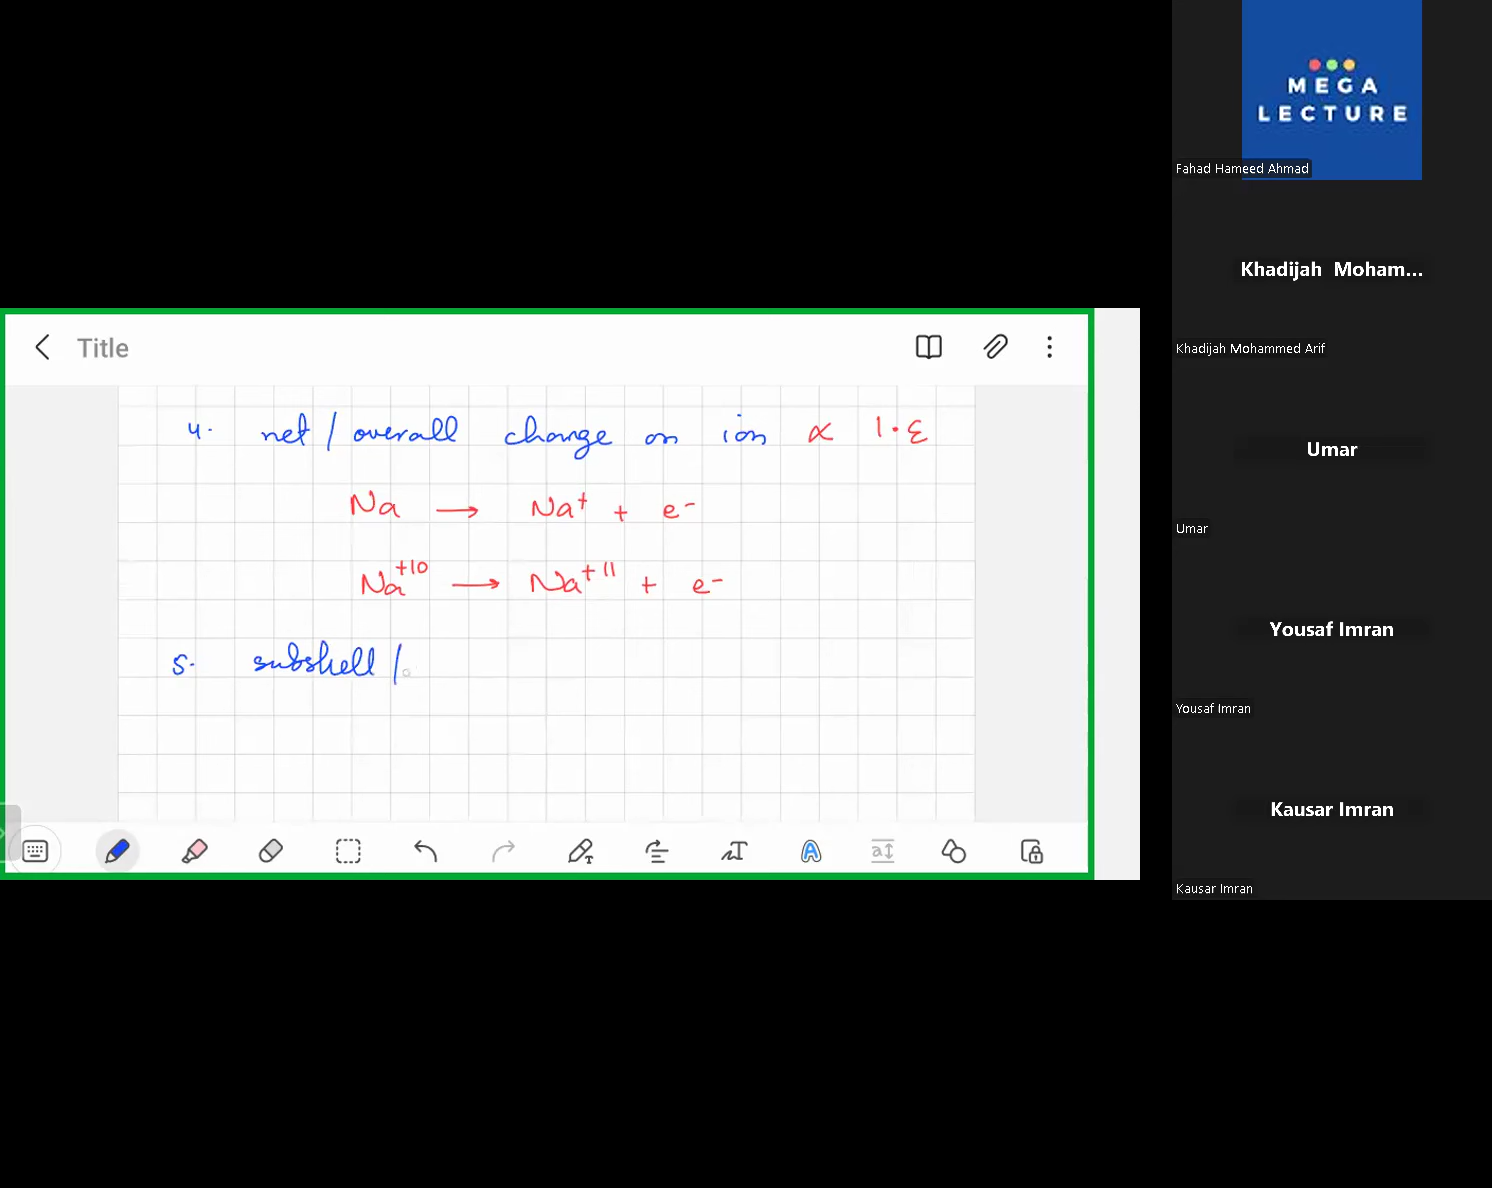 MEGA
LECTURE
Fahad Hameed Ahmad
Khadijah Moham...
Khadijah Mohammed Arif
Umar
Umar
Yousaf Imran
Yousaf Imran
Kausar Imran
Kausar Imran
Title
4. net / overall change on ion ∝ I.E
Na → Na+ + e-
Na+10 → Na+11 + e-
5. subshell /